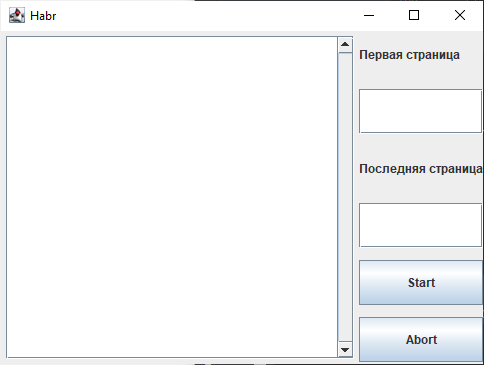 Habr
Первая страница
Последняя страница
Start
Abort